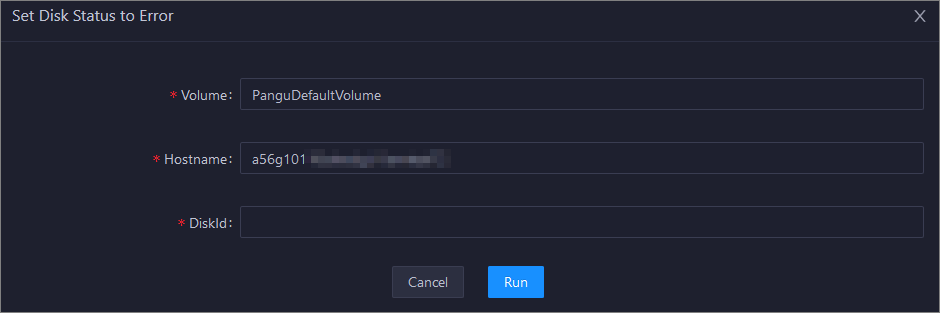 Set Disk Status to Error
* Volume: PanguDefaultVolume
* Hostname: a56g101
* DiskId:
Cancel Run